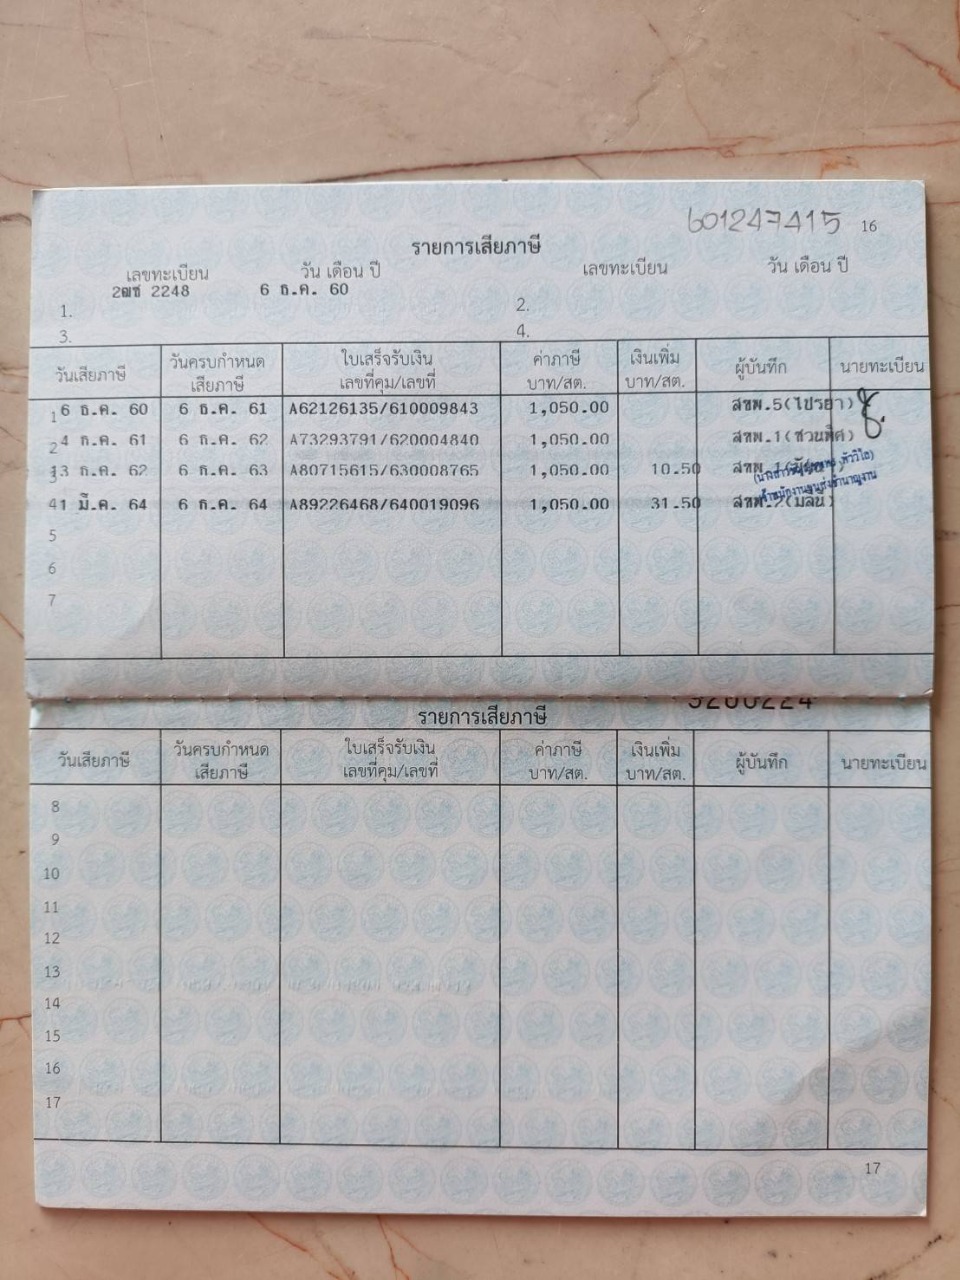 601247415 16
รายการเสียภาษี
เลขทะเบียน วัน เดือน ปี เลขทะเบียน วัน เดือน ปี
1. 2ฒช 2248 6 ธ.ค. 60 2.
3. 4.
วันเสียภาษี วันครบกำหนดเสียภาษี ใบเสร็จรับเงิน เลขที่คุม/เลขที่ ค่าภาษี บาท/สต. เงินเพิ่ม บาท/สต. ผู้บันทึก นายทะเบียน
1 6 ธ.ค. 60 6 ธ.ค. 61 A62126135/610009843 1,050.00 สขพ.5(ไปรยา)
2 4 ธ.ค. 61 6 ธ.ค. 62 A73293791/620004840 1,050.00 สขพ.1(ชวนพิศ)
3 13 ธ.ค. 62 6 ธ.ค. 63 A80715615/630008765 1,050.00 10.50
4 1 มี.ค. 64 6 ธ.ค. 64 A89226468/640019096 1,050.00 31.50 สขพ.2(มลิน)
5
6
7
รายการเสียภาษี
วันเสียภาษี วันครบกำหนดเสียภาษี ใบเสร็จรับเงิน เลขที่คุม/เลขที่ ค่าภาษี บาท/สต. เงินเพิ่ม บาท/สต. ผู้บันทึก นายทะเบียน
8
9
10
11
12
13
14
15
16
17
17